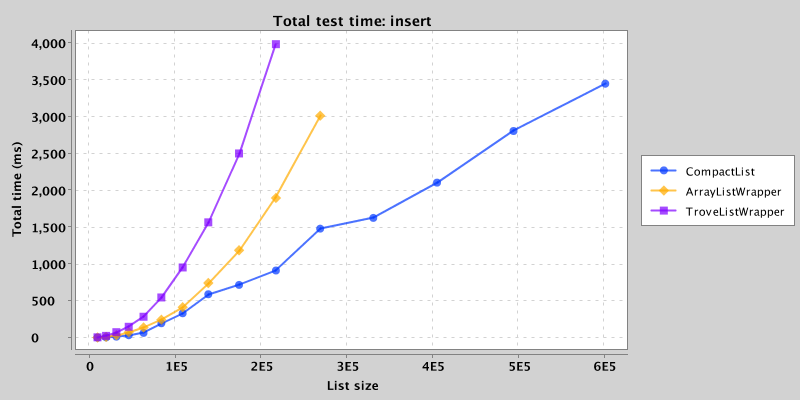 Total test time: insert
Total time (ms)
4,000
3,500
3,000
2,500
2,000
1,500
1,000
500
0
0 1E5 2E5 3E5 4E5 5E5 6E5
List size
CompactList
ArrayListWrapper
TroveListWrapper